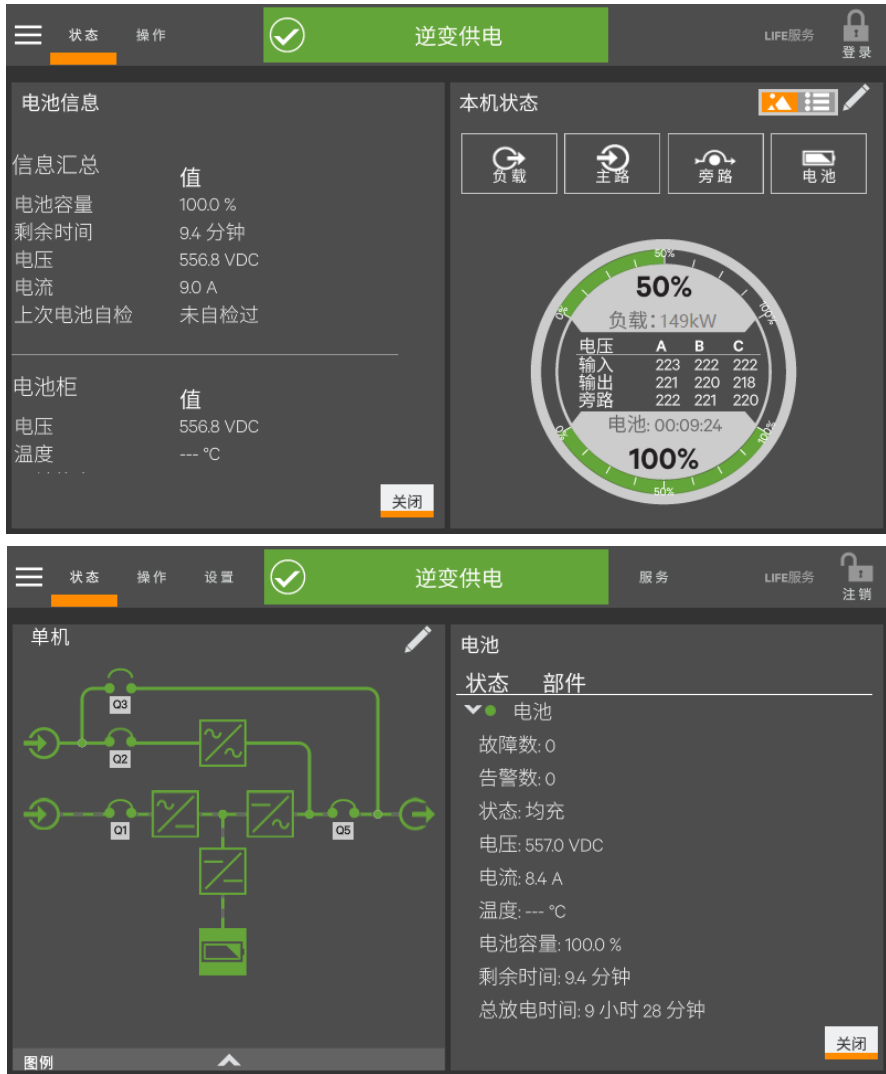 状态 操作 逆变供电 LIFE服务 登录
电池信息
信息汇总 值
电池容量 100.0 %
剩余时间 9.4 分钟
电压 556.8 VDC
电流 9.0 A
上次电池自检 未自检过
电池柜 值
电压 556.8 VDC
温度 --- °C
关闭
本机状态
负载 主路 旁路 电池
50%
0% 100%
50%
负载：149kW
电压 A B C
输入 223 222 222
输出 221 220 218
旁路 222 221 220
电池: 00:09:24
0% 100%
100%
50%
状态 操作 设置 逆变供电 服务 LIFE服务 注销
单机
Q3
Q2
Q1 Q5
图例
电池
状态 部件
电池
故障数: 0
告警数: 0
状态: 均充
电压: 557.0 VDC
电流: 8.4 A
温度: --- °C
电池容量: 100.0 %
剩余时间: 9.4 分钟
总放电时间: 9 小时 28 分钟
关闭